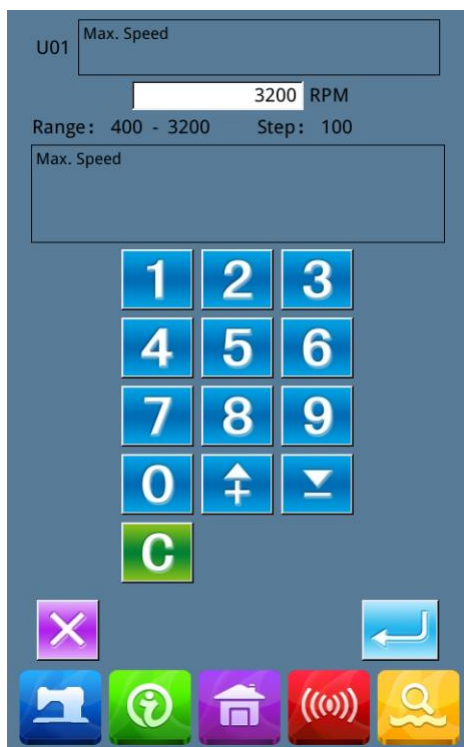 U01 Max. Speed
3200 RPM
Range: 400 - 3200 Step: 100
Max. Speed
1 2 3
4 5 6
7 8 9
0
C